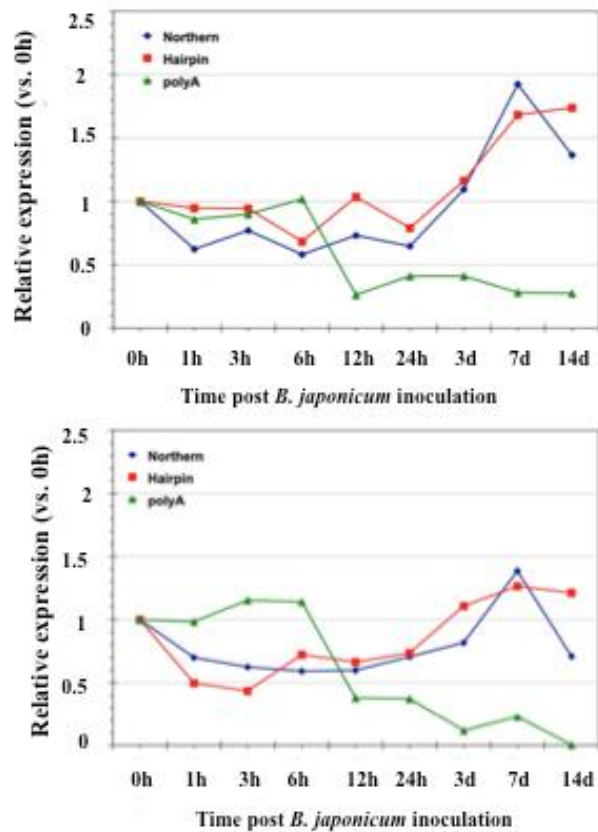 2.5
Northern
Hairpin
polyA
2
1.5
1
0.5
0
Relative expression (vs. 0h)
0h 1h 3h 6h 12h 24h 3d 7d 14d
Time post B. japonicum inoculation
2.5
Northern
Hairpin
polyA
2
1.5
1
0.5
0
Relative expression (vs. 0h)
0h 1h 3h 6h 12h 24h 3d 7d 14d
Time post B. japonicum inoculation